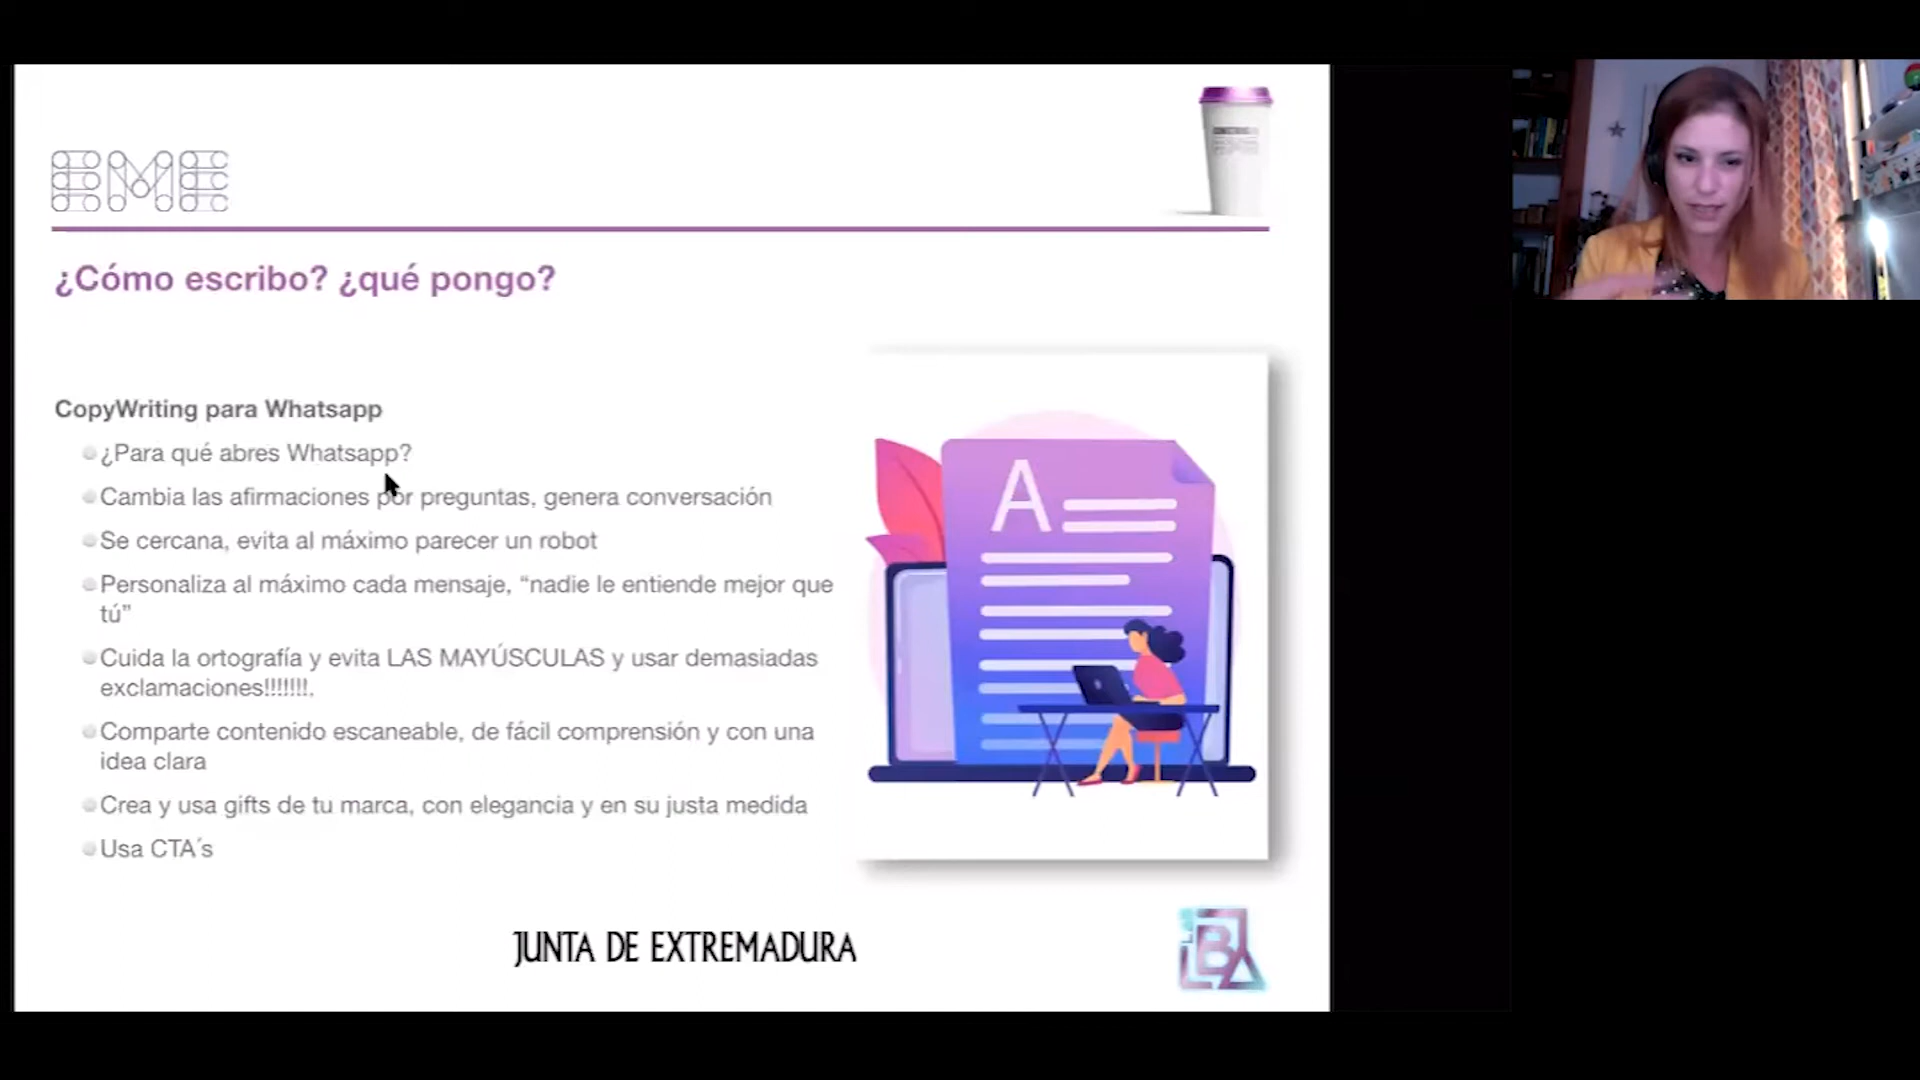 EME
¿Cómo escribo? ¿qué pongo?
CopyWriting para Whatsapp
¿Para qué abres Whatsapp?
Cambia las afirmaciones por preguntas, genera conversación
Se cercana, evita al máximo parecer un robot
Personaliza al máximo cada mensaje, “nadie le entiende mejor que
tú”
Cuida la ortografía y evita LAS MAYÚSCULAS y usar demasiadas
exclamaciones!!!!!!!.
Comparte contenido escaneable, de fácil comprensión y con una
idea clara
Crea y usa gifts de tu marca, con elegancia y en su justa medida
Usa CTA´s
A
JUNTA DE EXTREMADURA